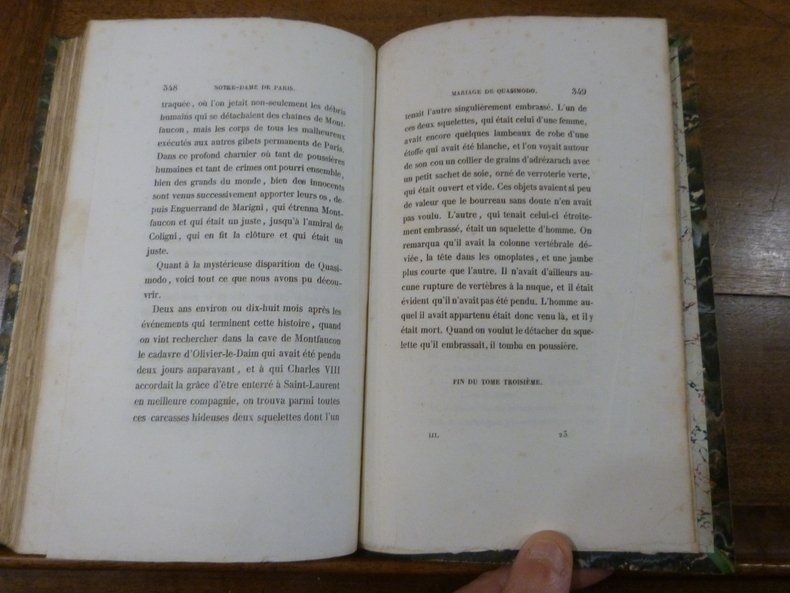 348 NOTRE-DAME DE PARIS.
traquée, où l'on jetait non-seulement les débris
humains qui se détachaient des chaînes de Mont-
faucon, mais les corps de tous les malheureux
exécutés aux autres gibets permanents de Paris.
Dans ce profond charnier où tant de poussières
humaines et tant de crimes ont pourri ensemble,
bien des grands du monde, bien des innocents
sont venus successivement apporter leurs os, de-
puis Enguerrand de Marigni, qui étrenna Mont-
faucon et qui était un juste, jusqu'à l'amiral de
Coligni, qui en fit la clôture et qui était un
juste.
Quant à la mystérieuse disparition de Quasi-
modo, voici tout ce que nous avons pu décou-
vrir.
Deux ans environ ou dix-huit mois après les
événements qui terminent cette histoire, quand
on vint rechercher dans la cave de Montfaucon
le cadavre d'Olivier-le-Daim qui avait été pendu
deux jours auparavant, et à qui Charles VIII
accordait la grâce d'être enterré à Saint-Laurent
en meilleure compagnie, on trouva parmi toutes
ces carcasses hideuses deux squelettes dont l'un
MARIAGE DE QUASIMODO. 349
tenait l'autre singulièrement embrassé. L'un de
ces deux squelettes, qui était celui d'une femme,
avait encore quelques lambeaux de robe d'une
étoffe qui avait été blanche, et l'on voyait autour
de son cou un collier de grains d'adrézarach avec
un petit sachet de soie, orné de verroterie verte,
qui était ouvert et vide. Ces objets avaient si peu
de valeur que le bourreau sans doute n'en avait
pas voulu. L'autre, qui tenait celui-ci étroite-
ment embrassé, était un squelette d'homme. On
remarqua qu'il avait la colonne vertébrale dé-
viée, la tête dans les omoplates, et une jambe
plus courte que l'autre. Il n'avait d'ailleurs au-
cune rupture de vertèbres à la nuque, et il était
évident qu'il n'avait pas été pendu. L'homme au-
quel il avait appartenu était donc venu là, et il y
était mort. Quand on voulut le détacher du sque-
lette qu'il embrassait, il tomba en poussière.
FIN DU TOME TROISIÈME.
III. 23.